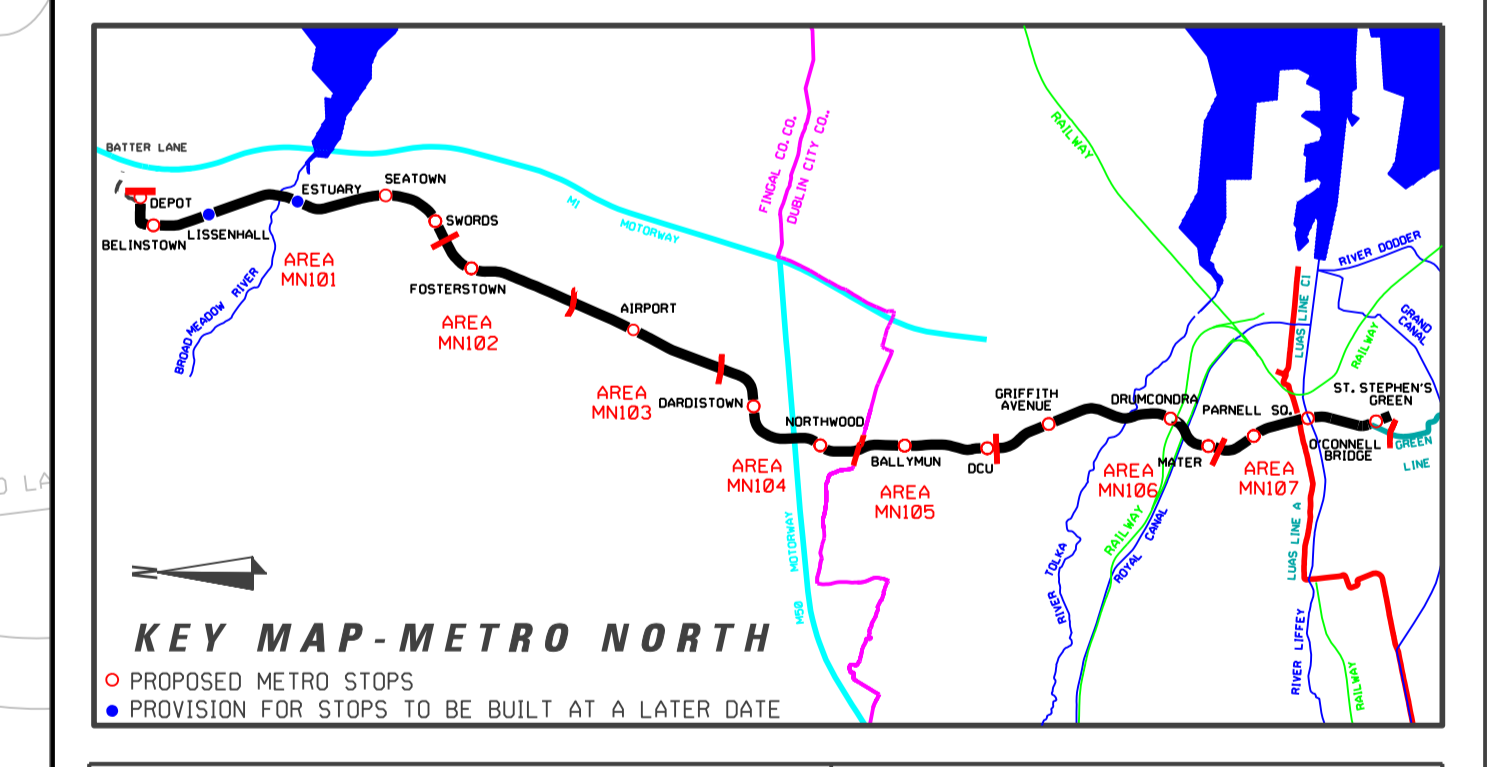 BATTER LANE
DEPOT
BELINSTOWN
LISSENHALL
ESTUARY
SEATOWN
SWORDS
BROADMEADOW RIVER
AREA
MN101
FOSTERSTOWN
AREA
MN102
M1
MOTORWAY
AIRPORT
AREA
MN103
DARDISTOWN
FINGAL CO. CO.
DUBLIN CITY CO..
NORTHWOOD
AREA
MN104
MOTORWAY
M50
BALLYMUN
AREA
MN105
DCU
GRIFFITH
AVENUE
RAILWAY
DRUMCONDRA
MATER
AREA
MN106
RIVER TOLKA
RAILWAY
ROYAL CANAL
PARNELL SQ.
AREA
MN107
O'CONNELL
BRIDGE
ST. STEPHEN'S
GREEN
GREEN
LINE
LUAS LINE C1
LUAS LINE A
RIVER DODDER
GRAND
CANAL
RAILWAY
RIVER LIFFEY
RAILWAY
N
KEY MAP-METRO NORTH
PROPOSED METRO STOPS
PROVISION FOR STOPS TO BE BUILT AT A LATER DATE